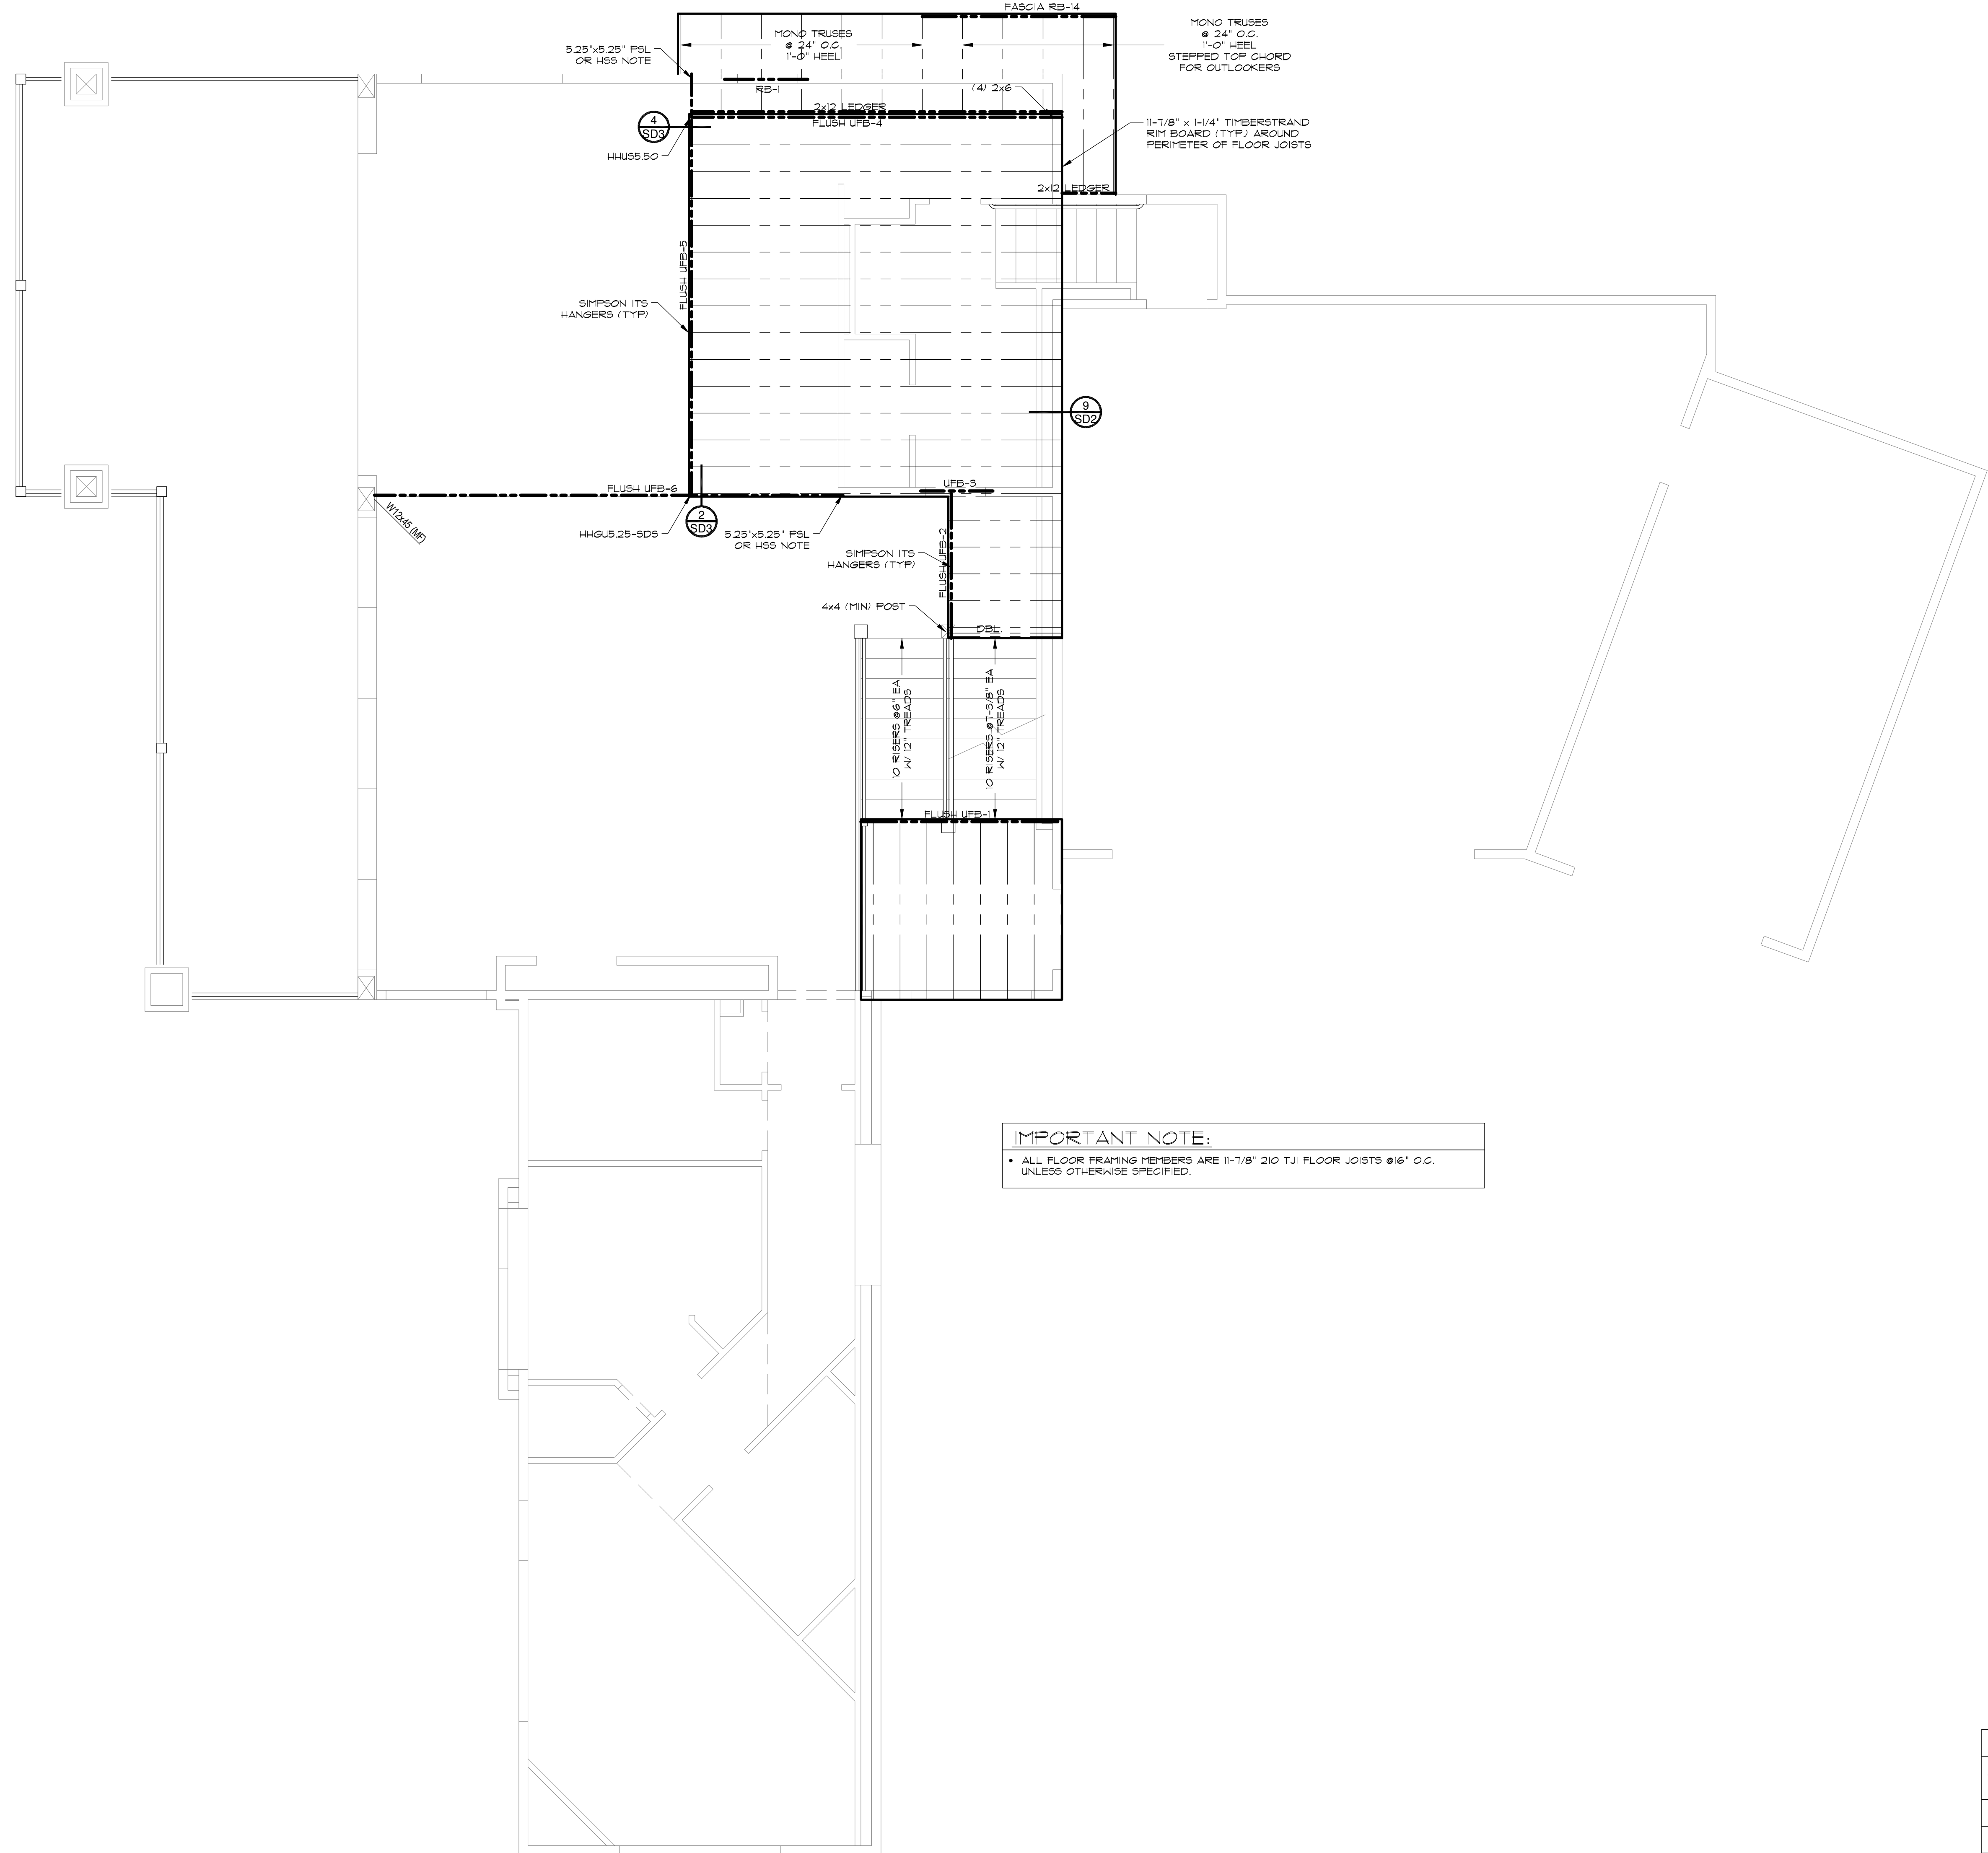 FASCIA RB-14
MONO TRUSES
@ 24" O.C.
1'-0" HEEL
MONO TRUSES
@ 24" O.C.
1'-0" HEEL
STEPPED TOP CHORD
FOR OUTLOOKERS
5.25"x5.25" PSL
OR HSS NOTE
RB-1
(4) 2x6
2x12 LEDGER
FLUSH UFB-4
4
SD3
HHUS5.50
11-7/8" x 1-1/4" TIMBERSTRAND
RIM BOARD (TYP.) AROUND
PERIMETER OF FLOOR JOISTS
2x12 LEDGER
FLUSH UFB-5
SIMPSON ITS
HANGERS (TYP)
9
SD2
FLUSH UFB-6
UFB-3
W12x45 (MF)
2
SD3
HHGU5.25-SDS
5.25"x5.25" PSL
OR HSS NOTE
SIMPSON ITS
HANGERS (TYP)
FLUSH UFB-2
4x4 (MIN) POST
DBL.
10 RISERS @6" EA
W/ 12" TREADS
10 RISERS @7-3/8" EA
W/ 12" TREADS
FLUSH UFB-1
IMPORTANT NOTE:
• ALL FLOOR FRAMING MEMBERS ARE 11-7/8" 210 TJI FLOOR JOISTS @16" O.C.
UNLESS OTHERWISE SPECIFIED.